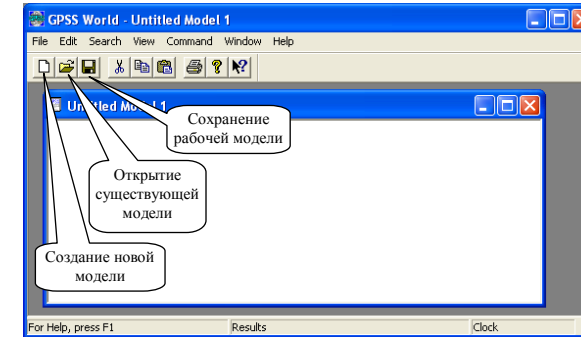 GPSS World - Untitled Model 1
File Edit Search View Command Window Help
Untitled Model 1
Сохранение
рабочей модели
Открытие
существующей
модели
Создание новой
модели
For Help, press F1 Results Clock